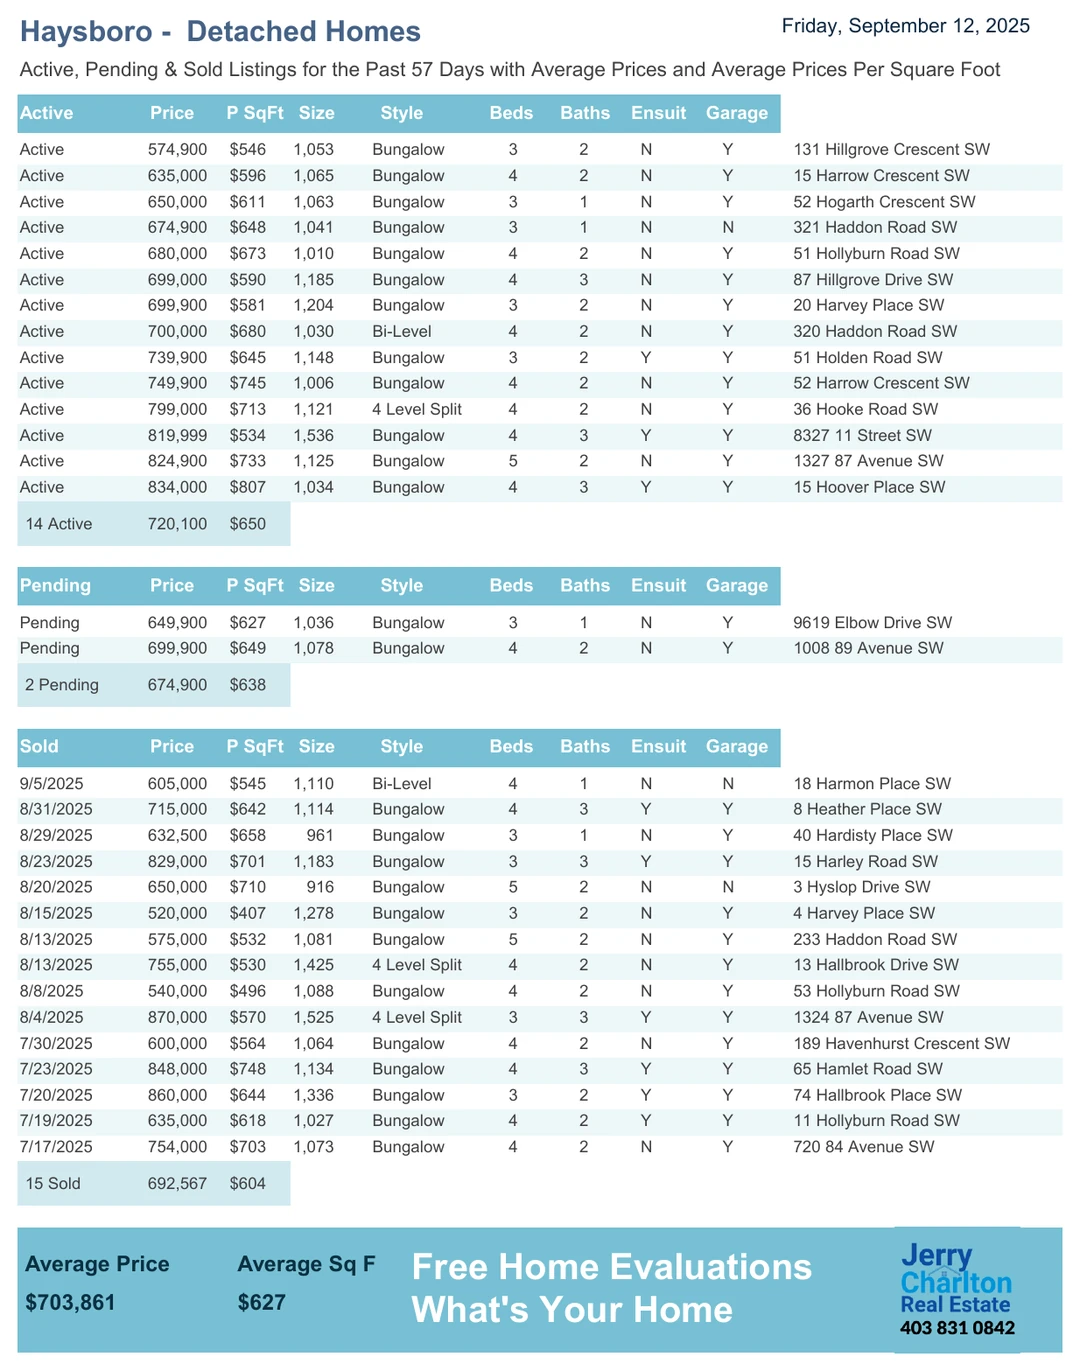 Haysboro - Detached Homes
Friday, September 12, 2025
Active, Pending & Sold Listings for the Past 57 Days with Average Prices and Average Prices Per Square Foot
Active Price P SqFt Size Style Beds Baths Ensuit Garage
Active 574,900 $546 1,053 Bungalow 3 2 N Y 131 Hillgrove Crescent SW
Active 635,000 $596 1,065 Bungalow 4 2 N Y 15 Harrow Crescent SW
Active 650,000 $611 1,063 Bungalow 3 1 N Y 52 Hogarth Crescent SW
Active 674,900 $648 1,041 Bungalow 3 1 N N 321 Haddon Road SW
Active 680,000 $673 1,010 Bungalow 4 2 N Y 51 Hollyburn Road SW
Active 699,000 $590 1,185 Bungalow 4 3 N Y 87 Hillgrove Drive SW
Active 699,900 $581 1,204 Bungalow 3 2 N Y 20 Harvey Place SW
Active 700,000 $680 1,030 Bi-Level 4 2 N Y 320 Haddon Road SW
Active 739,900 $645 1,148 Bungalow 3 2 Y Y 51 Holden Road SW
Active 749,900 $745 1,006 Bungalow 4 2 N Y 52 Harrow Crescent SW
Active 799,000 $713 1,121 4 Level Split 4 2 N Y 36 Hooke Road SW
Active 819,999 $534 1,536 Bungalow 4 3 Y Y 8327 11 Street SW
Active 824,900 $733 1,125 Bungalow 5 2 N Y 1327 87 Avenue SW
Active 834,000 $807 1,034 Bungalow 4 3 Y Y 15 Hoover Place SW
14 Active 720,100 $650
Pending Price P SqFt Size Style Beds Baths Ensuit Garage
Pending 649,900 $627 1,036 Bungalow 3 1 N Y 9619 Elbow Drive SW
Pending 699,900 $649 1,078 Bungalow 4 2 N Y 1008 89 Avenue SW
2 Pending 674,900 $638
Sold Price P SqFt Size Style Beds Baths Ensuit Garage
9/5/2025 605,000 $545 1,110 Bi-Level 4 1 N N 18 Harmon Place SW
8/31/2025 715,000 $642 1,114 Bungalow 4 3 Y Y 8 Heather Place SW
8/29/2025 632,500 $658 961 Bungalow 3 1 N Y 40 Hardisty Place SW
8/23/2025 829,000 $701 1,183 Bungalow 3 3 Y Y 15 Harley Road SW
8/20/2025 650,000 $710 916 Bungalow 5 2 N N 3 Hyslop Drive SW
8/15/2025 520,000 $407 1,278 Bungalow 3 2 N Y 4 Harvey Place SW
8/13/2025 575,000 $532 1,081 Bungalow 5 2 N Y 233 Haddon Road SW
8/13/2025 755,000 $530 1,425 4 Level Split 4 2 N Y 13 Hallbrook Drive SW
8/8/2025 540,000 $496 1,088 Bungalow 4 2 N Y 53 Hollyburn Road SW
8/4/2025 870,000 $570 1,525 4 Level Split 3 3 Y Y 1324 87 Avenue SW
7/30/2025 600,000 $564 1,064 Bungalow 4 2 N Y 189 Havenhurst Crescent SW
7/23/2025 848,000 $748 1,134 Bungalow 4 3 Y Y 65 Hamlet Road SW
7/20/2025 860,000 $644 1,336 Bungalow 3 2 Y Y 74 Hallbrook Place SW
7/19/2025 635,000 $618 1,027 Bungalow 4 2 Y Y 11 Hollyburn Road SW
7/17/2025 754,000 $703 1,073 Bungalow 4 2 N Y 720 84 Avenue SW
15 Sold 692,567 $604
Average Price Average Sq F
$703,861 $627
Free Home Evaluations
What's Your Home
Jerry
Charlton
Real Estate
403 831 0842